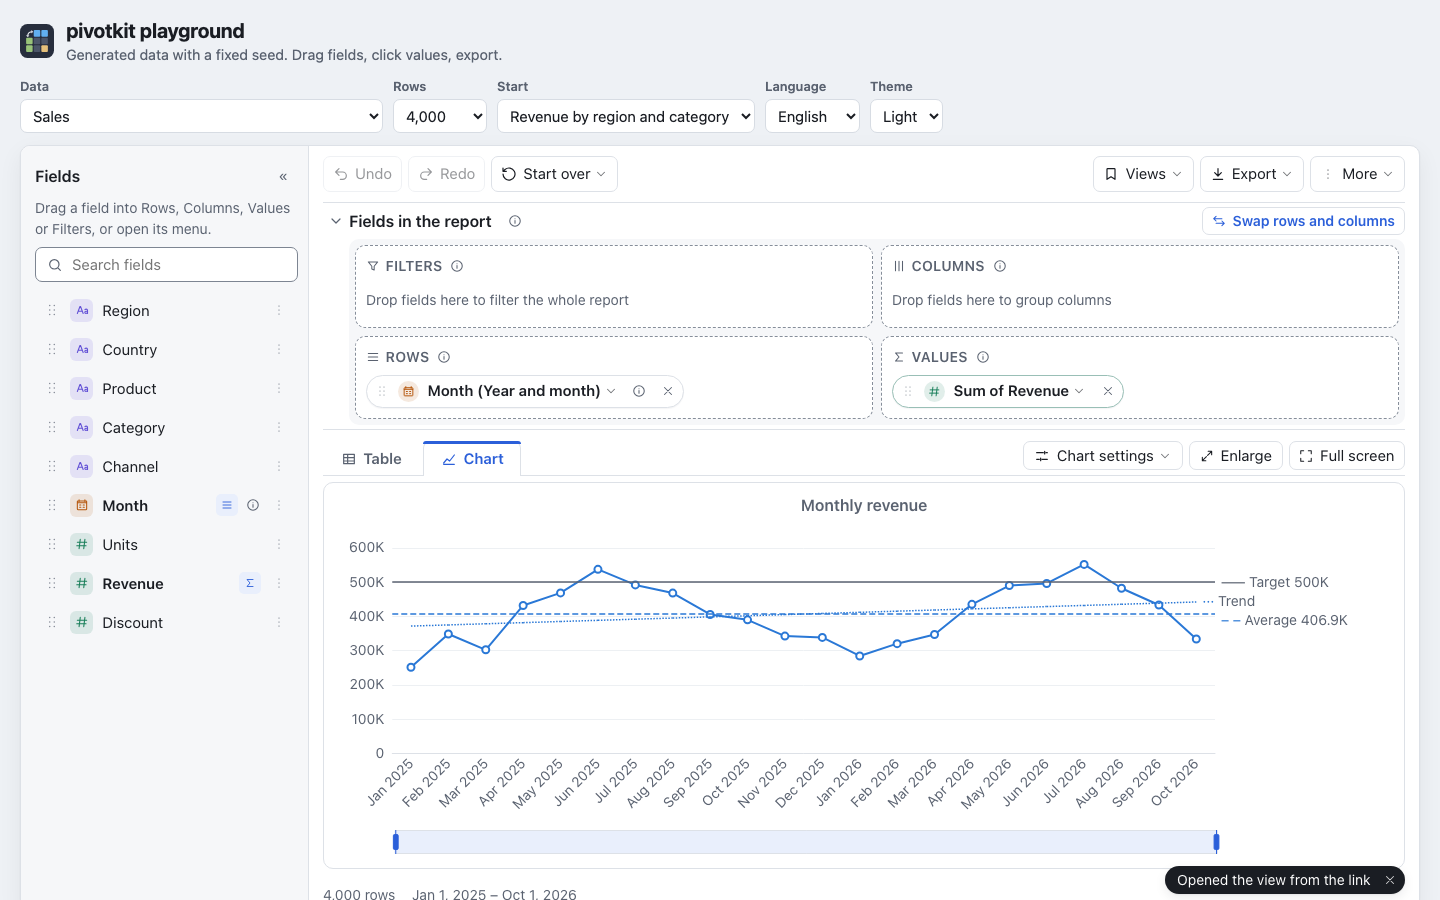 pivotkit playground
Generated data with a fixed seed. Drag fields, click values, export.
Data
Rows
Start
Language
Theme
Sales
4,000
Revenue by region and category
English
Light
Fields
«
Drag a field into Rows, Columns, Values
or Filters, or open its menu.
Search fields
Aa Region
Aa Country
Aa Product
Aa Category
Aa Channel
Month
# Units
# Revenue Σ
# Discount
Undo
Redo
Start over
Views
Export
More
Fields in the report
Swap rows and columns
FILTERS
Drop fields here to filter the whole report
COLUMNS
Drop fields here to group columns
ROWS
Month (Year and month)
Σ VALUES
# Sum of Revenue
Table
Chart
Chart settings
Enlarge
Full screen
Monthly revenue
600K
500K
400K
300K
200K
100K
0
Target 500K
Trend
Average 406.9K
Jan 2025
Feb 2025
Mar 2025
Apr 2025
May 2025
Jun 2025
Jul 2025
Aug 2025
Sep 2025
Oct 2025
Nov 2025
Dec 2025
Jan 2026
Feb 2026
Mar 2026
Apr 2026
May 2026
Jun 2026
Jul 2026
Aug 2026
Sep 2026
Oct 2026
4,000 rows
Jan 1, 2025 – Oct 1, 2026
Opened the view from the link